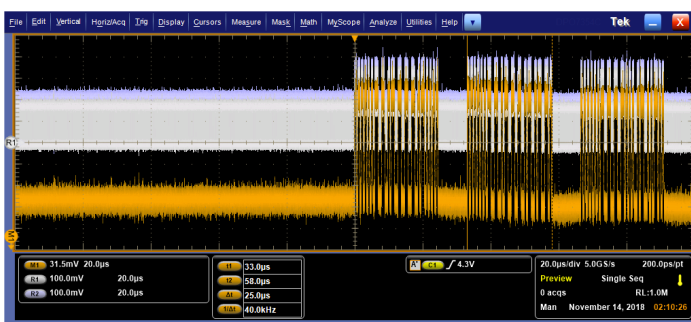 File Edit Vertical Horiz/Acq Trig Display Cursors Measure Mask Math MyScope Analyze Utilities Help Tek
R1
M1
M1 31.5mV 20.0µs
R1 100.0mV 20.0µs
R2 100.0mV 20.0µs
t1 33.0µs
t2 58.0µs
Δt 25.0µs
1/Δt 40.0kHz
A' C1 4.3V
20.0µs/div 5.0GS/s 200.0ps/pt
Preview Single Seq
0 acqs RL:1.0M
Man November 14, 2018 02:10:26